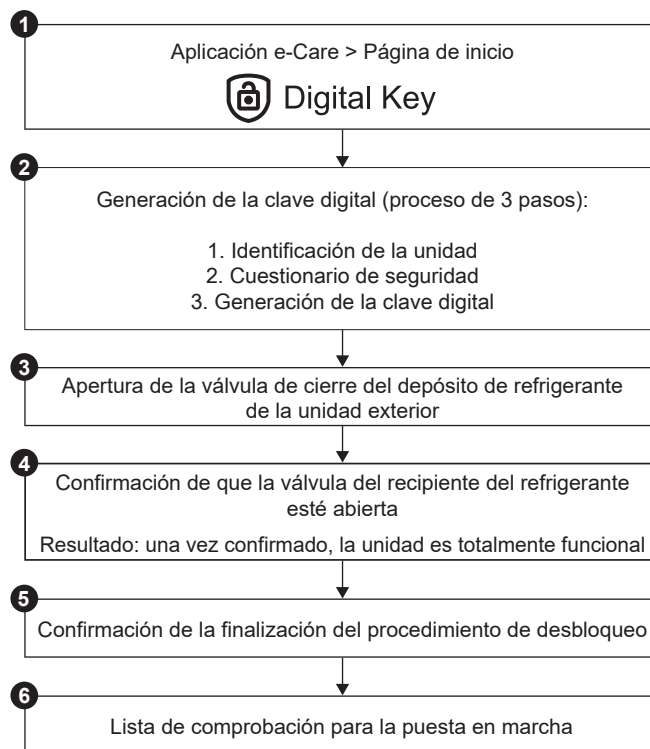 1
Aplicación e-Care > Página de inicio
Digital Key
2
Generación de la clave digital (proceso de 3 pasos):
1. Identificación de la unidad
2. Cuestionario de seguridad
3. Generación de la clave digital
3
Apertura de la válvula de cierre del depósito de refrigerante
de la unidad exterior
4
Confirmación de que la válvula del recipiente del refrigerante
esté abierta
Resultado: una vez confirmado, la unidad es totalmente funcional
5
Confirmación de la finalización del procedimiento de desbloqueo
6
Lista de comprobación para la puesta en marcha